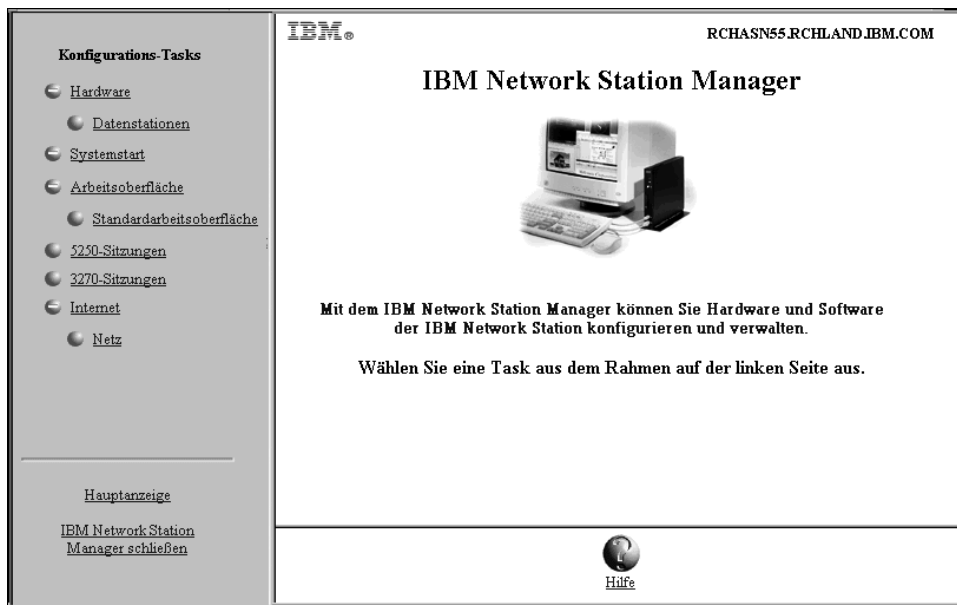 Konfigurations-Tasks
Hardware
Datenstationen
Systemstart
Arbeitsoberfläche
Standardarbeitsoberfläche
5250-Sitzungen
3270-Sitzungen
Internet
Netz
Hauptanzeige
IBM Network Station
Manager schließen
IBM®
RCHASN55.RCHLAND.IBM.COM
IBM Network Station Manager
Mit dem IBM Network Station Manager können Sie Hardware und Software
der IBM Network Station konfigurieren und verwalten.
Wählen Sie eine Task aus dem Rahmen auf der linken Seite aus.
?
Hilfe